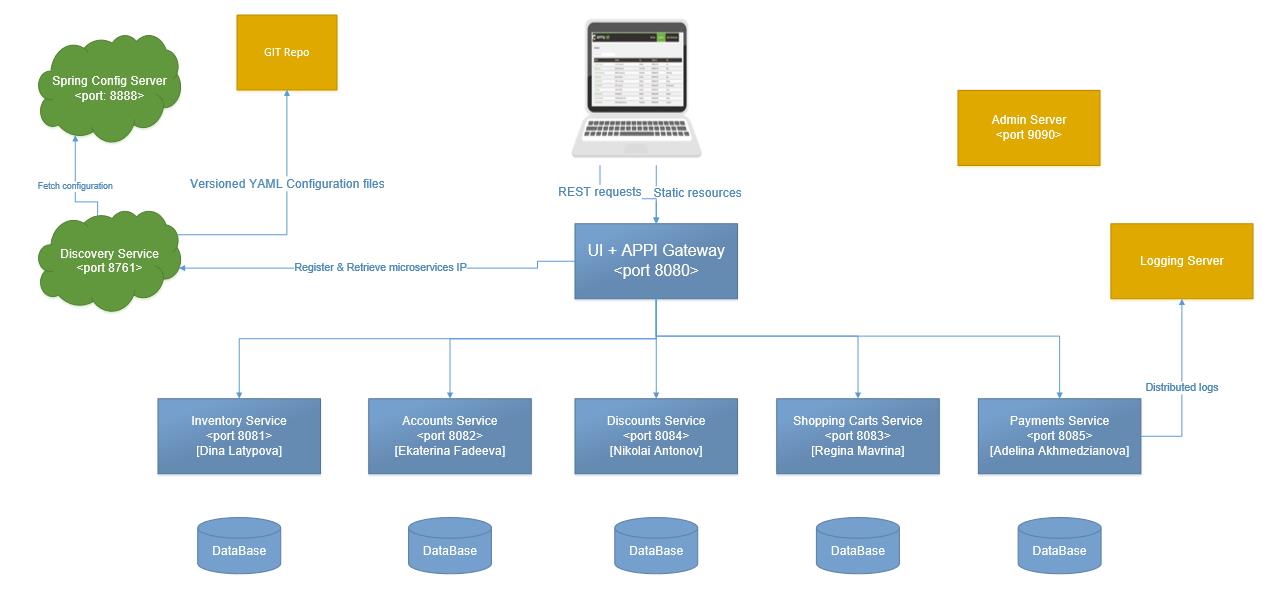 GIT Repo
Spring Config Server
<port: 8888>
Admin Server
<port 9090>
Fetch configuration
Versioned YAML Configuration files
REST requests
Static resources
Discovery Service
<port 8761>
Register & Retrieve microservices IP
UI + APPI Gateway
<port 8080>
Logging Server
Distributed logs
Inventory Service
<port 8081>
[Dina Latypova]
Accounts Service
<port 8082>
[Ekaterina Fadeeva]
Discounts Service
<port 8084>
[Nikolai Antonov]
Shopping Carts Service
<port 8083>
[Regina Mavrina]
Payments Service
<port 8085>
[Adelina Akhmedzianova]
DataBase
DataBase
DataBase
DataBase
DataBase